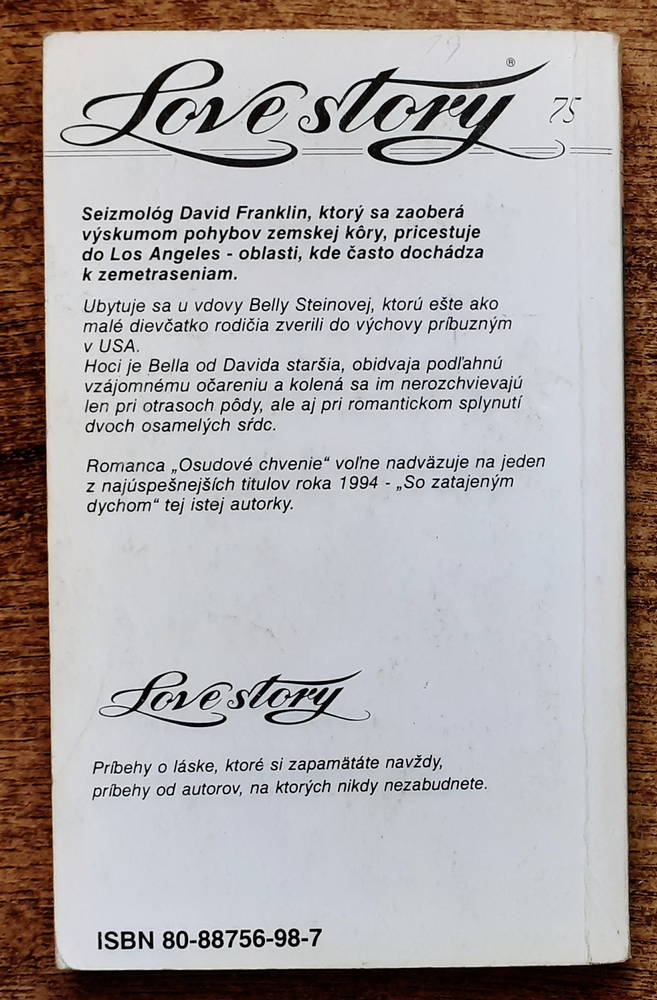 Love story ® 75
Seizmológ David Franklin, ktorý sa zaoberá
výskumom pohybov zemskej kôry, pricestuje
do Los Angeles - oblasti, kde často dochádza
k zemetraseniam.
Ubytuje sa u vdovy Belly Steinovej, ktorú ešte ako
malé dievčatko rodičia zverili do výchovy príbuzným
v USA.
Hoci je Bella od Davida staršia, obidvaja podľahnú
vzájomnému očareniu a kolená sa im nerozchvievajú
len pri otrasoch pôdy, ale aj pri romantickom splynutí
dvoch osamelých sŕdc.
Romanca „Osudové chvenie“ voľne nadväzuje na jeden
z najúspešnejších titulov roka 1994 - „So zatajeným
dychom“ tej istej autorky.
Love story
Príbehy o láske, ktoré si zapamätáte navždy,
príbehy od autorov, na ktorých nikdy nezabudnete.
ISBN 80-88756-98-7